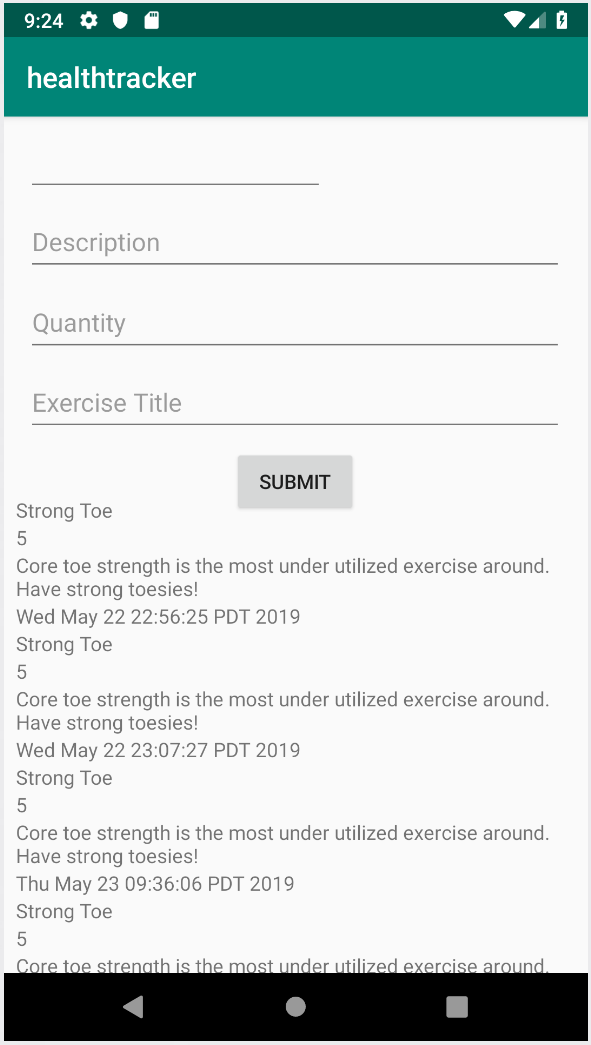 9:24
healthtracker
Description
Quantity
Exercise Title
SUBMIT
Strong Toe
5
Core toe strength is the most under utilized exercise around.
Have strong toesies!
Wed May 22 22:56:25 PDT 2019
Strong Toe
5
Core toe strength is the most under utilized exercise around.
Have strong toesies!
Wed May 22 23:07:27 PDT 2019
Strong Toe
5
Core toe strength is the most under utilized exercise around.
Have strong toesies!
Thu May 23 09:36:06 PDT 2019
Strong Toe
5
Core toe strength is the most under utilized exercise around.